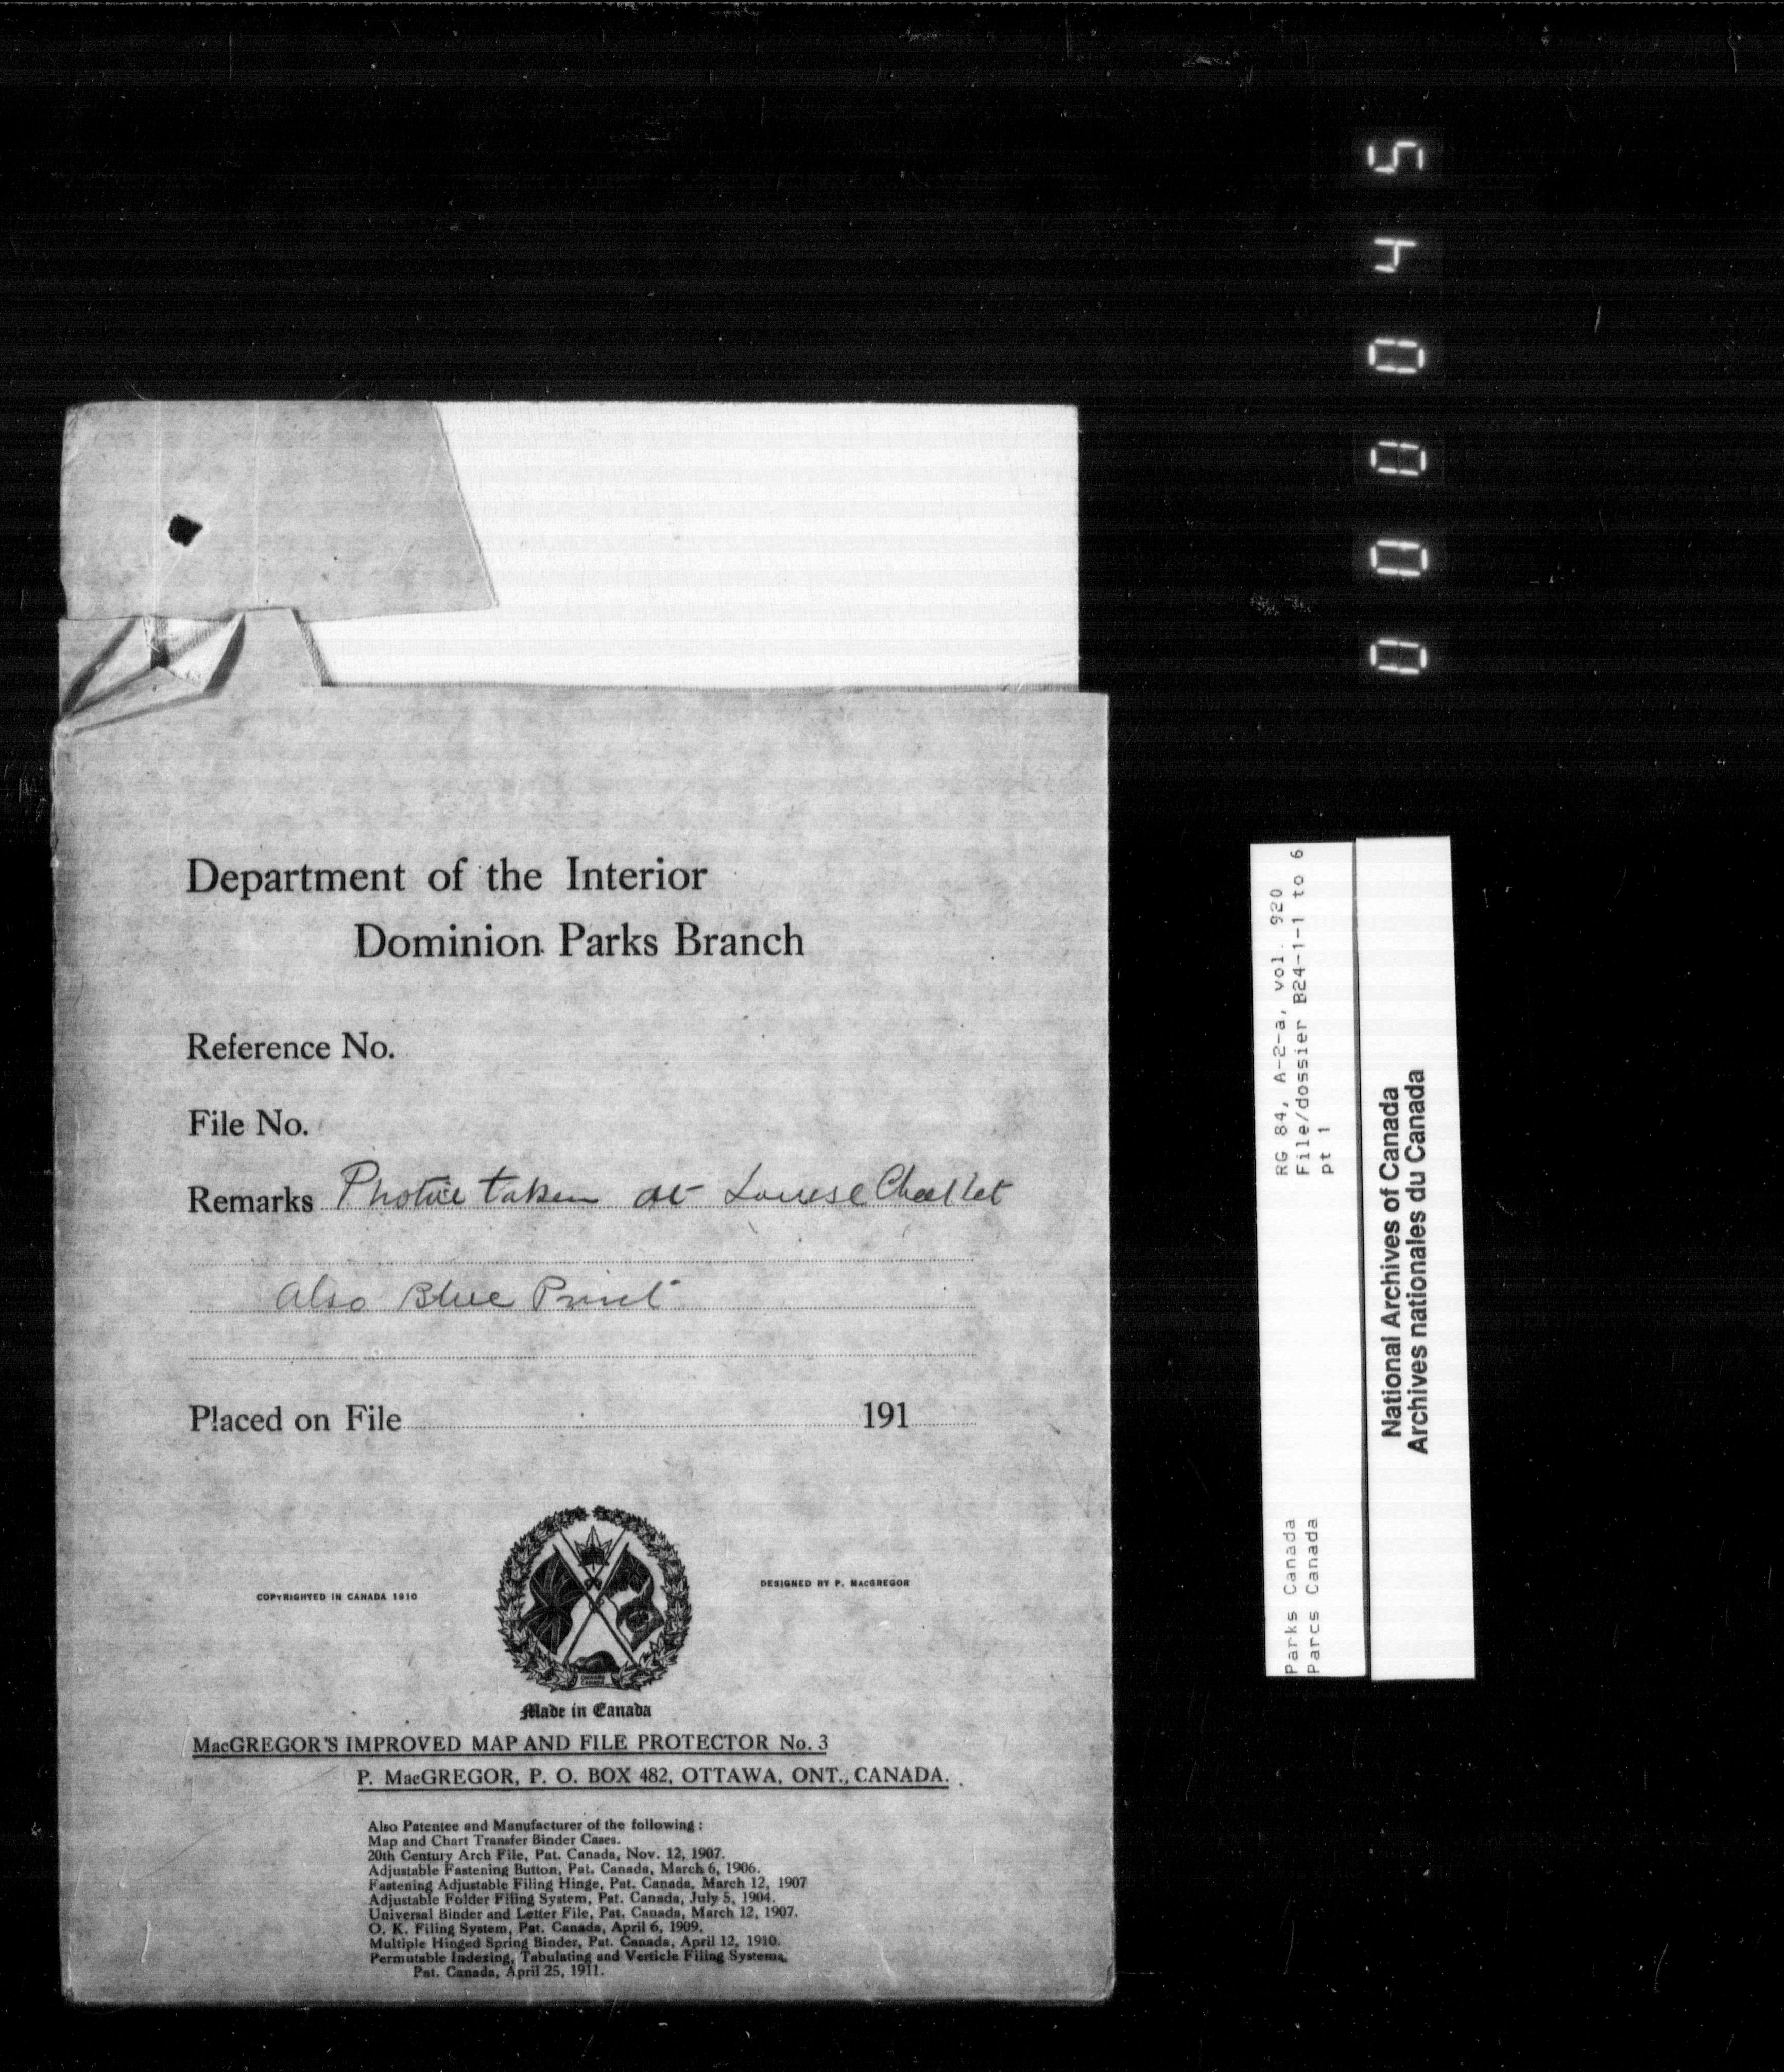 Department of the Interior
Dominion Parks Branch
Reference No.
File No.
Remarks taken at Louise Challet
Also Blue Print
Placed on File 191
COPYRIGHTED IN CANADA 1910
DESIGNED BY P. MACGREGOR
Made in Canada
MacGREGOR'S IMPROVED MAP AND FILE PROTECTOR No. 3
P. MacGREGOR, P. O. BOX 482, OTTAWA, ONT., CANADA.
Also Patentee and Manufacturer of the following :
Map and Chart Transfer Binder Cases.
20th Century Arch File, Pat. Canada, Nov. 12, 1907.
Adjustable Fastening Button, Pat. Canada, March 6, 1906.
Fastening Adjustable Filing Hinge, Pat. Canada, March 12, 1907
Adjustable Folder Filing System, Pat. Canada, July 5, 1904.
Universal Binder and Letter File, Pat. Canada, March 12, 1907.
O. K. Filing System, Pat. Canada, April 6, 1909.
Multiple Hinged Spring Binder, Pat. Canada, April 12, 1910.
Permutable Indexing, Tabulating and Verticle Filing Systems,
Pat. Canada, April 25, 1911.
000045
RG 84, A-2-a, vol. 920
File/dossier B24-1-1-1 to 6
pt 1
Parks Canada
Parcs Canada
National Archives of Canada
Archives nationales du Canada